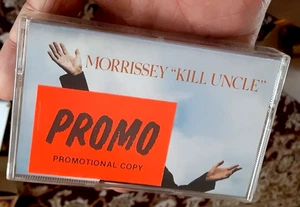 MORRISSEY “KILL UNCLE”
PROMO
PROMOTIONAL COPY